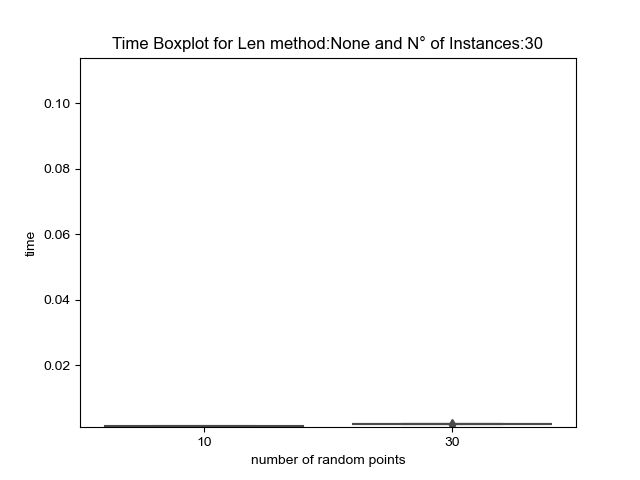 Time Boxplot for Len method:None and N° of Instances:30
0.10
0.08
0.06
0.04
0.02
time
10
30
number of random points